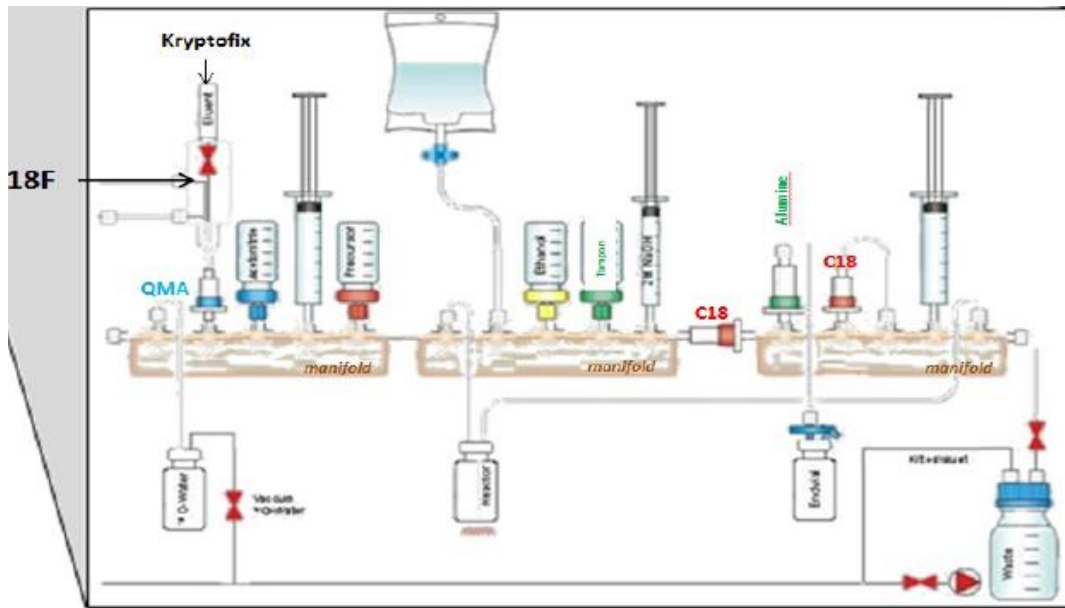 Kryptofix
Eluent
18F
QMA
Acetonitrile
Precursor
Ethanol
Tampon
2M NaOH
C18
Alumine
C18
manifold
manifold
manifold
Vacuum
Reactor
Endvial
Waste